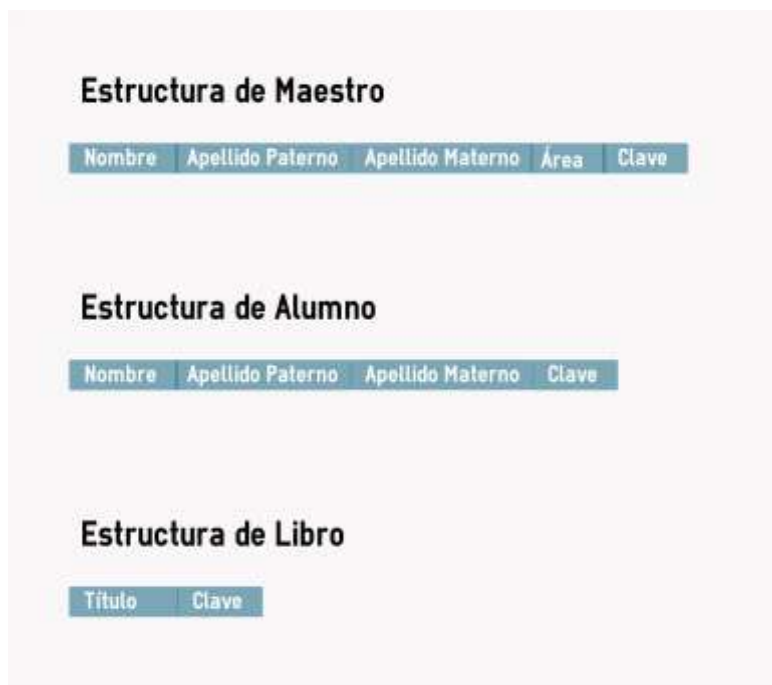 Estructura de Maestro
Nombre Apellido Paterno Apellido Materno Área Clave
Estructura de Alumno
Nombre Apellido Paterno Apellido Materno Clave
Estructura de Libro
Título Clave